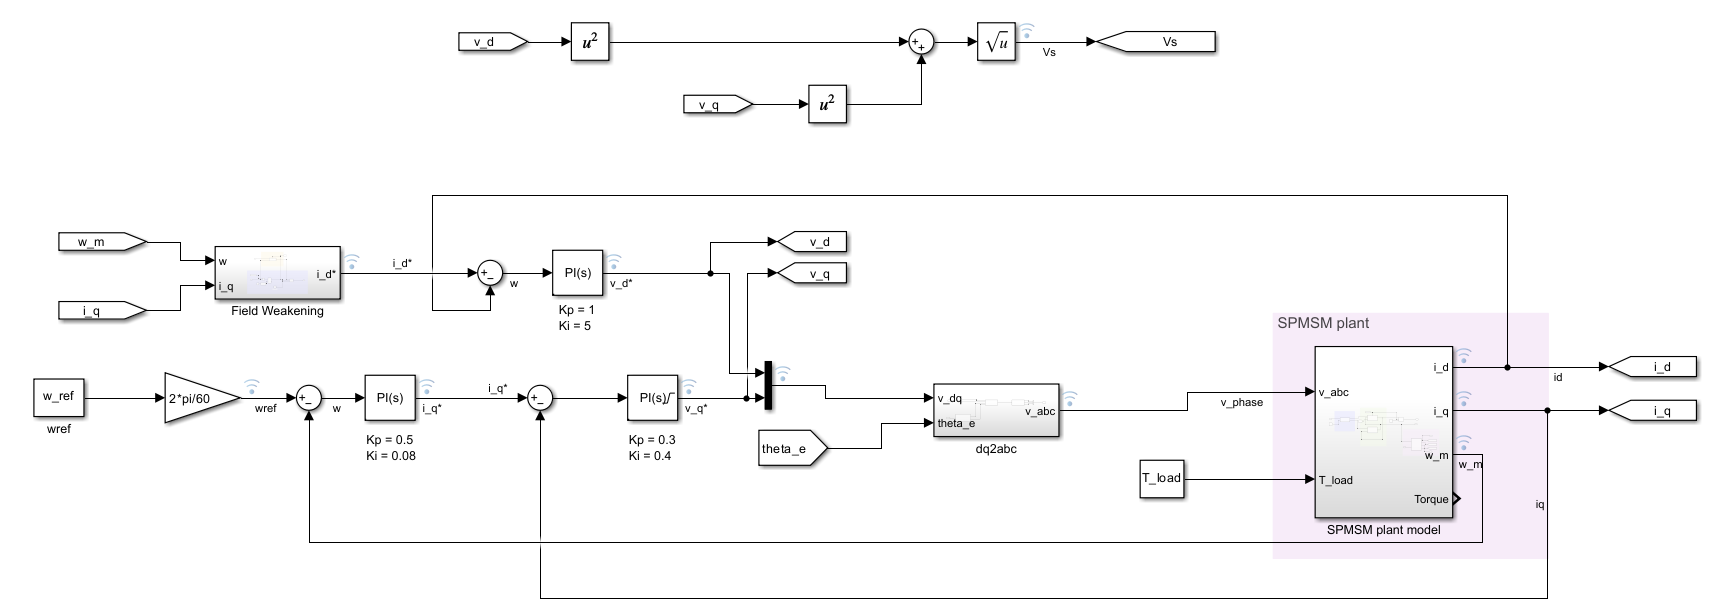 v_d
u²
√u
Vs
Vs
v_q
u²
w_m
i_q
w
i_q
i_d*
Field Weakening
i_d*
w
PI(s)
v_d*
Kp = 1
Ki = 5
v_d
v_q
w_ref
wref
2*pi/60
wref
w
PI(s)
i_q*
Kp = 0.5
Ki = 0.08
i_q*
PI(s)
v_q*
Kp = 0.3
Ki = 0.4
theta_e
v_dq
theta_e
v_abc
dq2abc
v_phase
T_load
SPMSM plant
v_abc
T_load
i_d
i_q
w_m
Torque
SPMSM plant model
w_m
id
iq
i_d
i_q